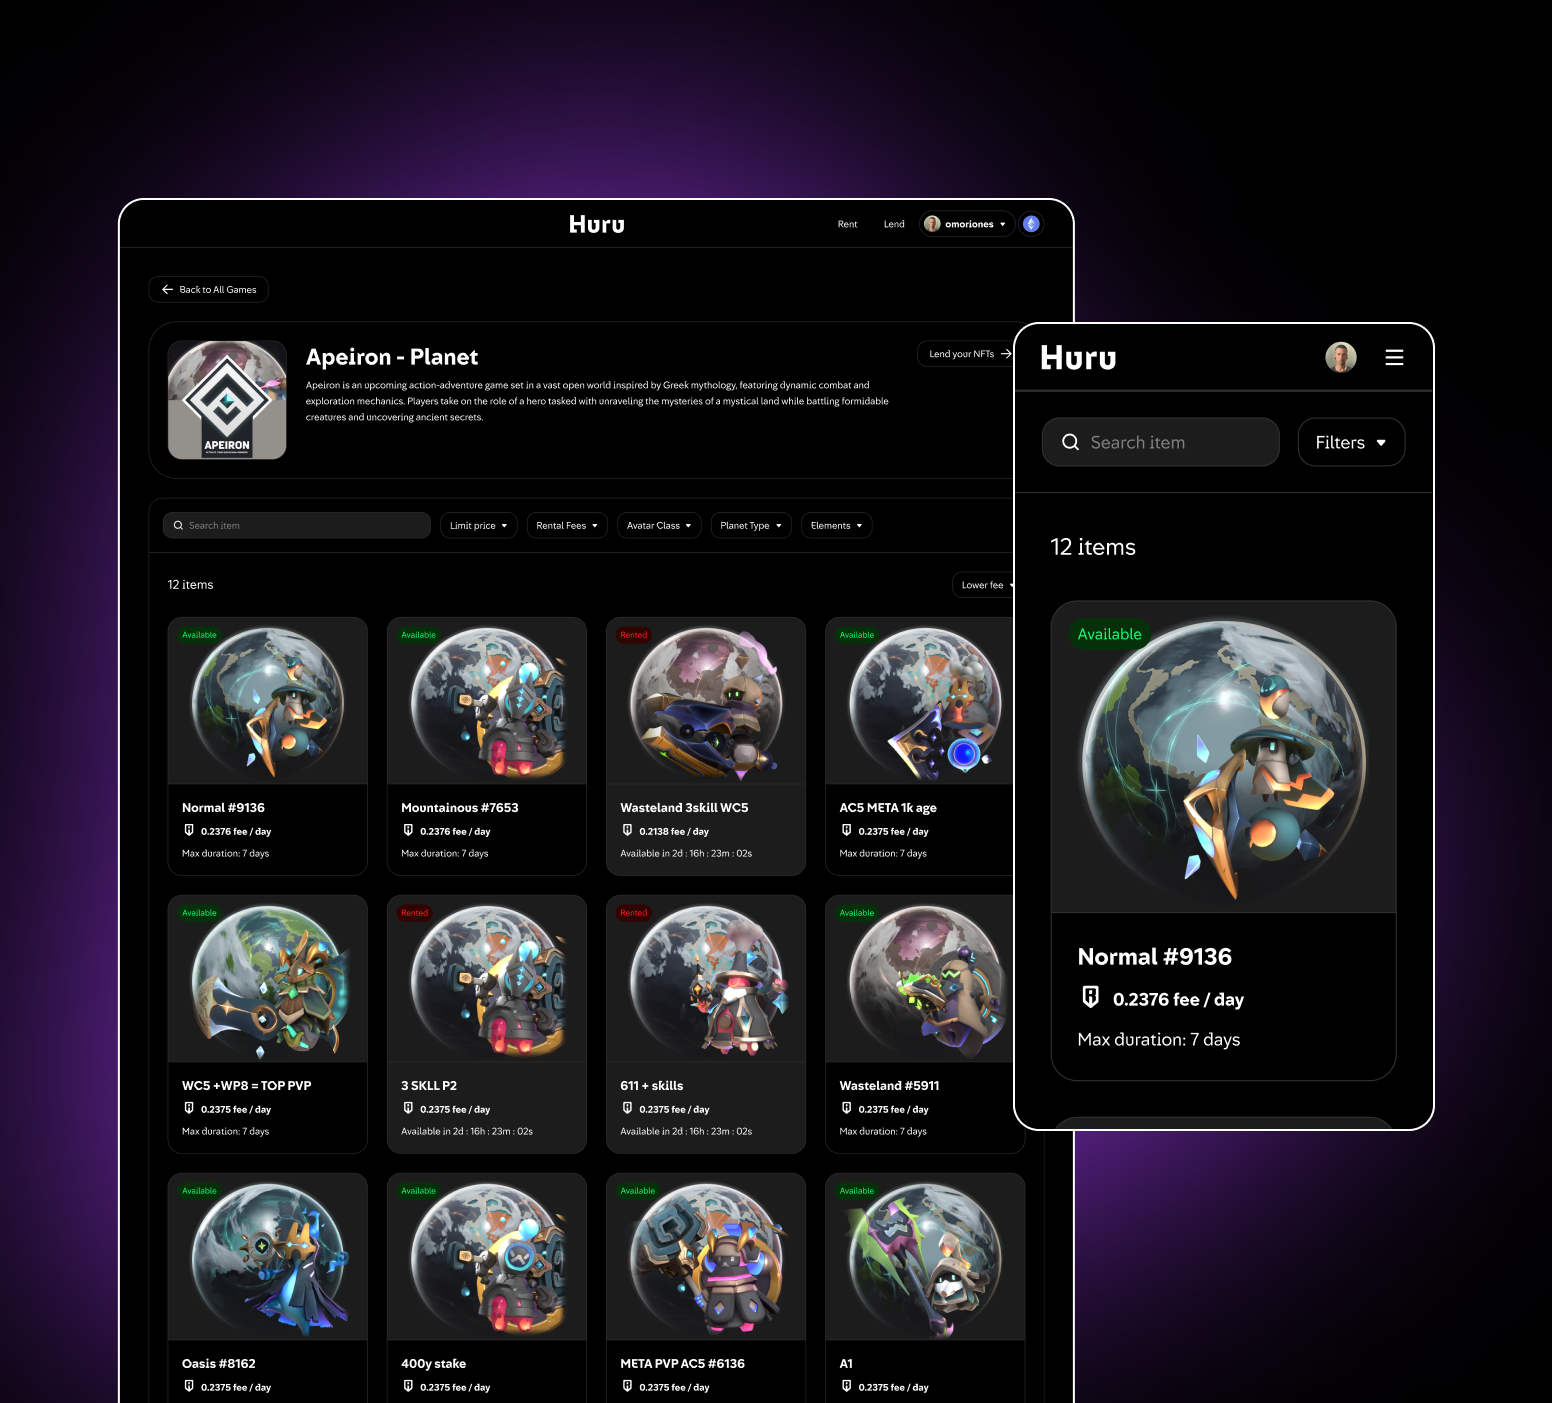 Huru
Rent
Lend
omoriones
Back to All Games
Apeiron - Planet
Lend your NFTs
Apeiron is an upcoming action-adventure game set in a vast open world inspired by Greek mythology, featuring dynamic combat and
exploration mechanics. Players take on the role of a hero tasked with unraveling the mysteries of a mystical land while battling formidable
creatures and uncovering ancient secrets.
APEIRON
Search item
Limit price
Rental Fees
Avatar Class
Planet Type
Elements
12 items
Lower fee
Available
Normal #9136
0.2376 fee / day
Max duration: 7 days
Available
Mountainous #7653
0.2376 fee / day
Max duration: 7 days
Rented
Wasteland 3skill WC5
0.2138 fee / day
Available in 2d : 16h : 23m : 02s
Available
AC5 META 1k age
0.2375 fee / day
Max duration: 7 days
Available
WC5 +WP8 = TOP PVP
0.2375 fee / day
Max duration: 7 days
Rented
3 SKLL P2
0.2375 fee / day
Available in 2d : 16h : 23m : 02s
Rented
611 + skills
0.2375 fee / day
Available in 2d : 16h : 23m : 02s
Available
Wasteland #5911
0.2375 fee / day
Max duration: 7 days
Available
Oasis #8162
0.2375 fee / day
Available
400y stake
0.2375 fee / day
Available
META PVP AC5 #6136
0.2375 fee / day
Available
A1
0.2375 fee / day
Huru
Search item
Filters
12 items
Available
Normal #9136
0.2376 fee / day
Max duration: 7 days